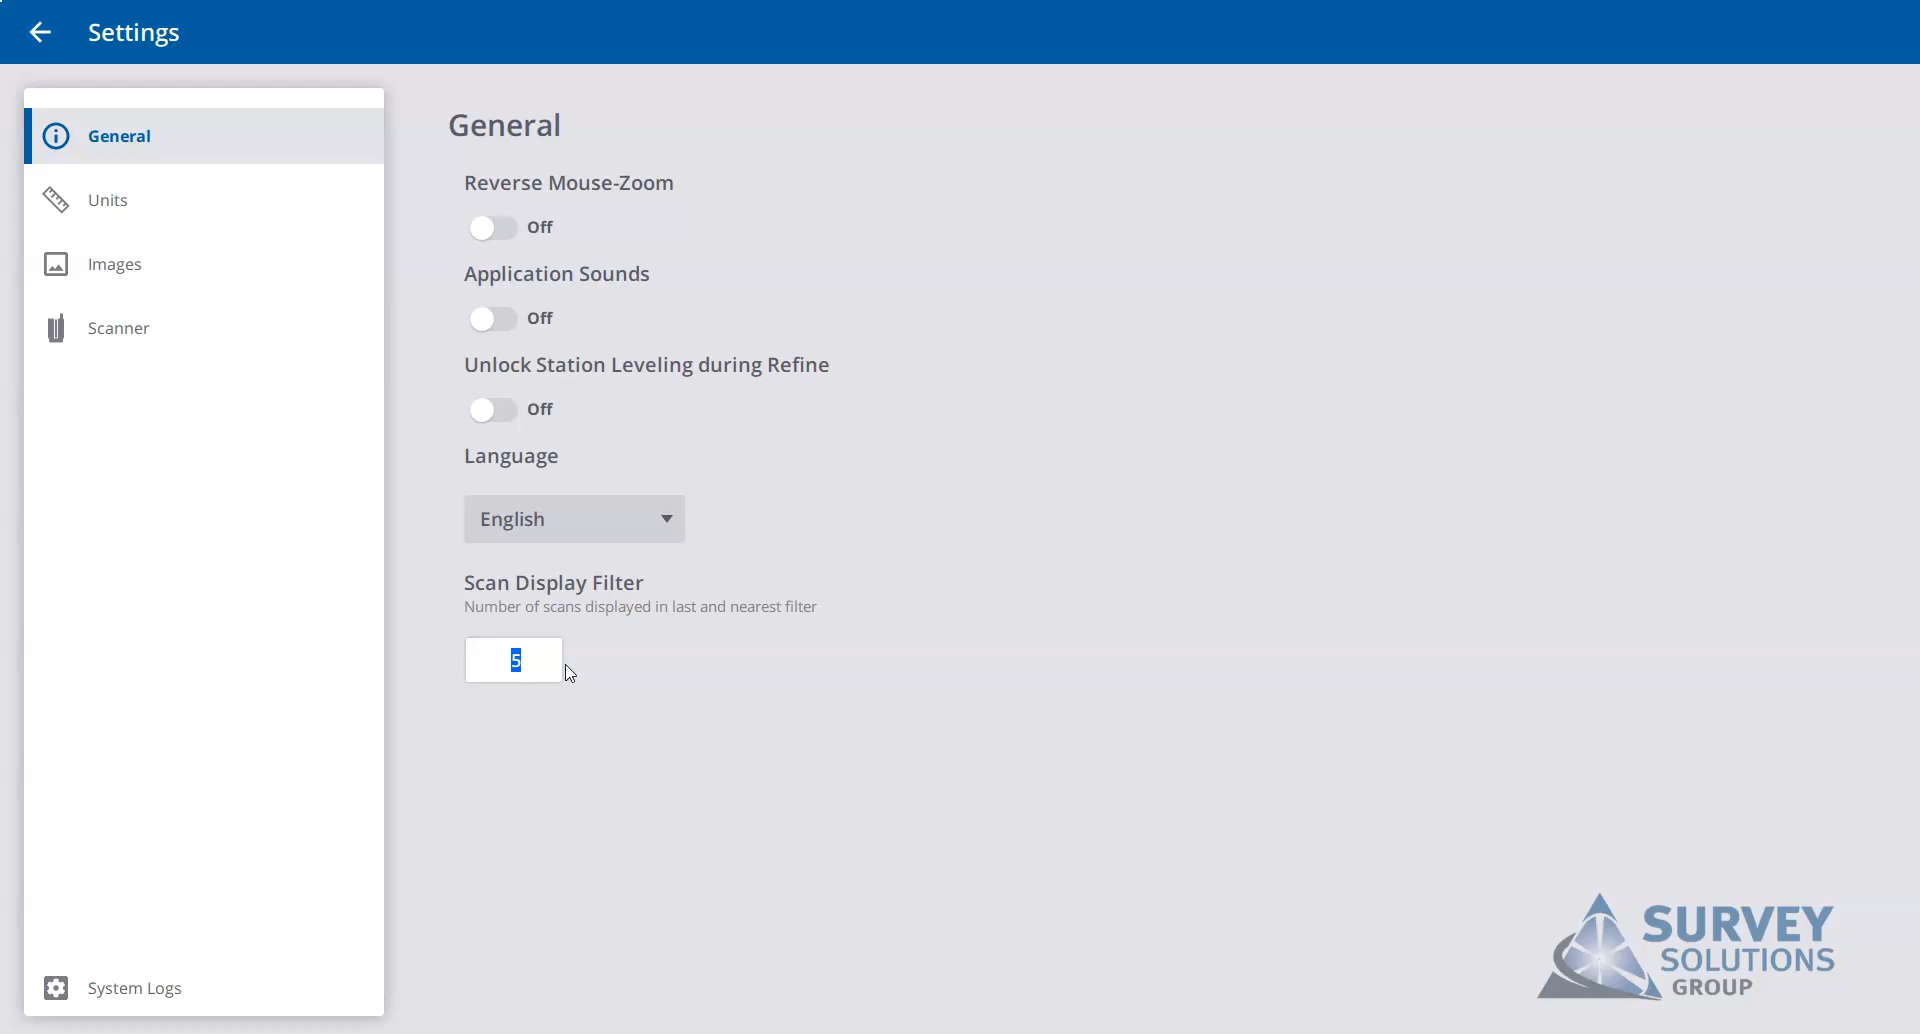 Settings
General
Units
Images
Scanner
System Logs
General
Reverse Mouse-Zoom
Off
Application Sounds
Off
Unlock Station Leveling during Refine
Off
Language
English
Scan Display Filter
Number of scans displayed in last and nearest filter
5
SURVEY
SOLUTIONS
GROUP